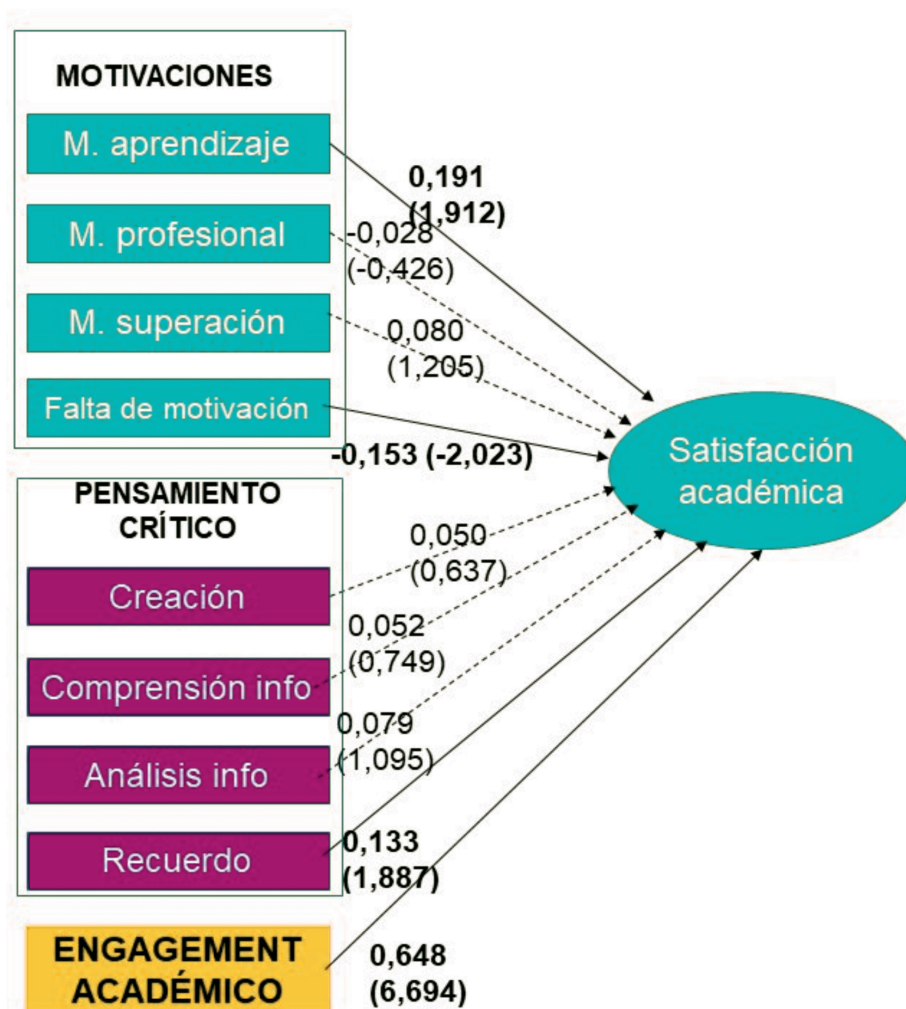 MOTIVACIONES
M. aprendizaje
0,191
(1,912)
M. profesional
-0,028
(-0,426)
M. superación
0,080
(1,205)
Falta de motivación
-0,153 (-2,023)
Satisfacción
académica
PENSAMIENTO
CRÍTICO
Creación
0,050
(0,637)
Comprensión info
0,052
(0,749)
Análisis info
0,079
(1,095)
Recuerdo
0,133
(1,887)
ENGAGEMENT
ACADÉMICO
0,648
(6,694)